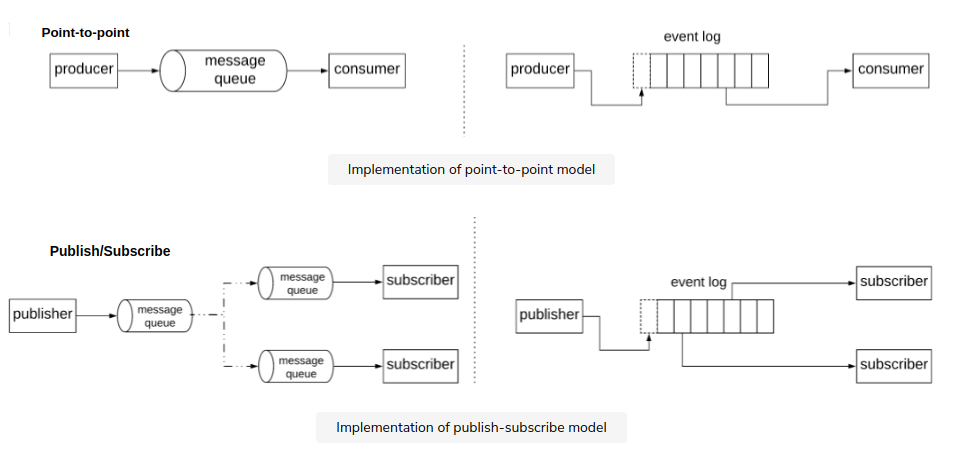 Point-to-point
producer
message
queue
consumer
event log
producer
consumer
Implementation of point-to-point model
Publish/Subscribe
publisher
message
queue
message
queue
subscriber
message
queue
subscriber
event log
publisher
subscriber
subscriber
Implementation of publish-subscribe model